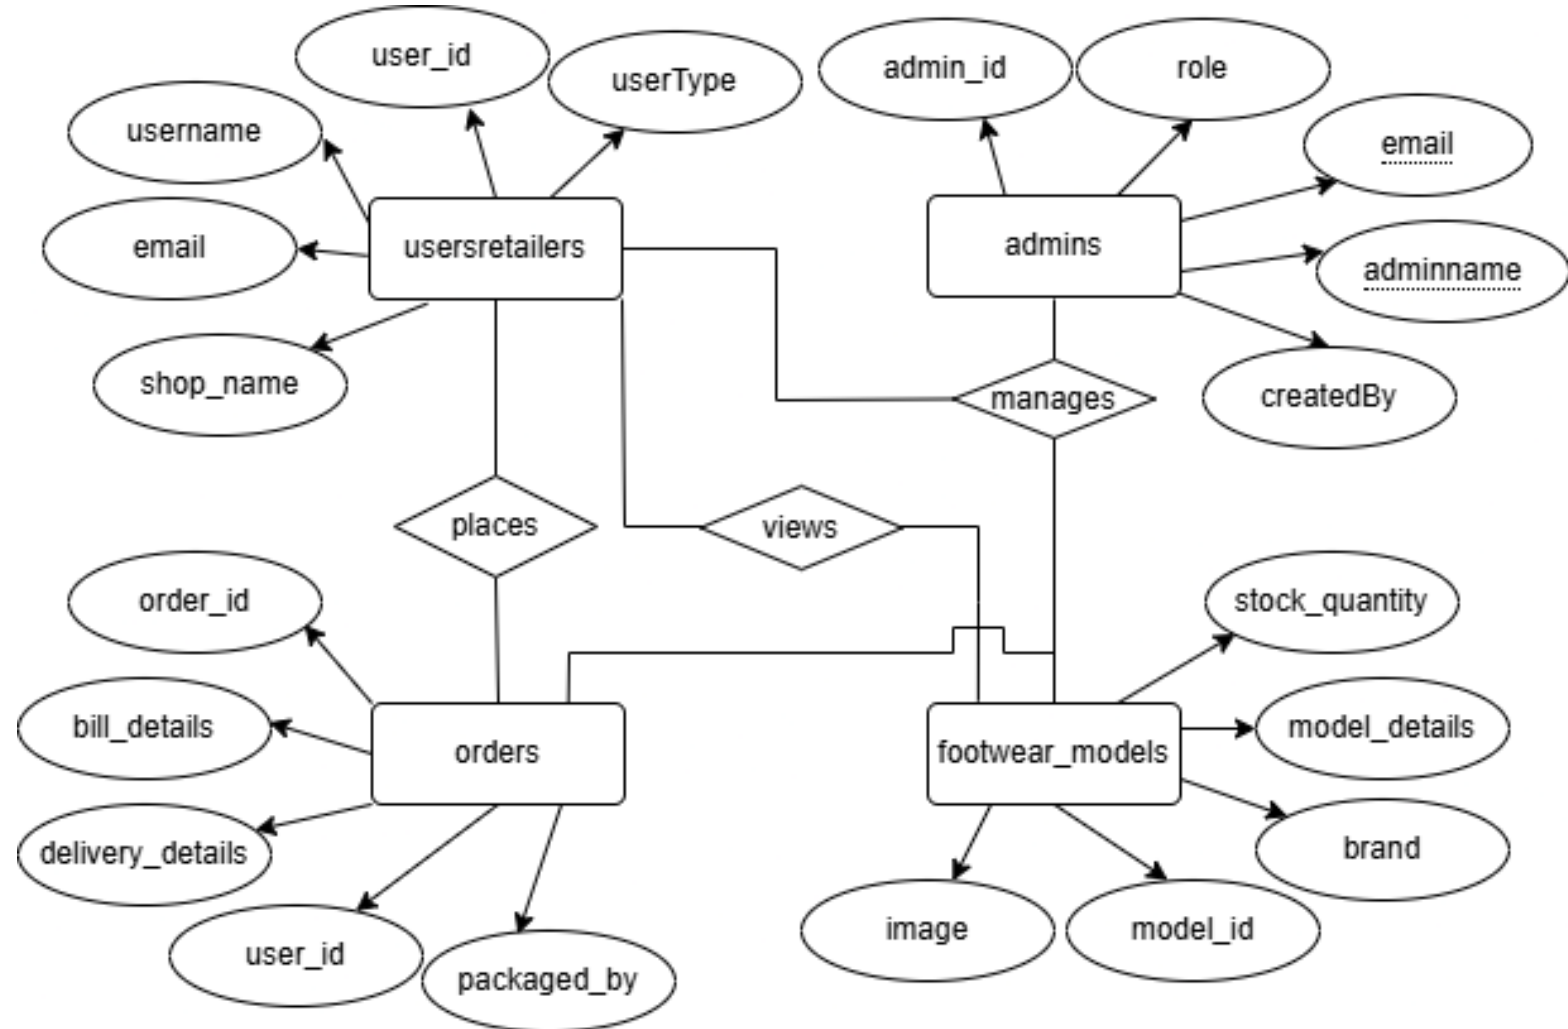 user_id
userType
username
email
shop_name
usersretailers
admin_id
role
email
adminname
createdBy
admins
manages
places
views
order_id
bill_details
delivery_details
user_id
packaged_by
orders
footwear_models
stock_quantity
model_details
brand
image
model_id